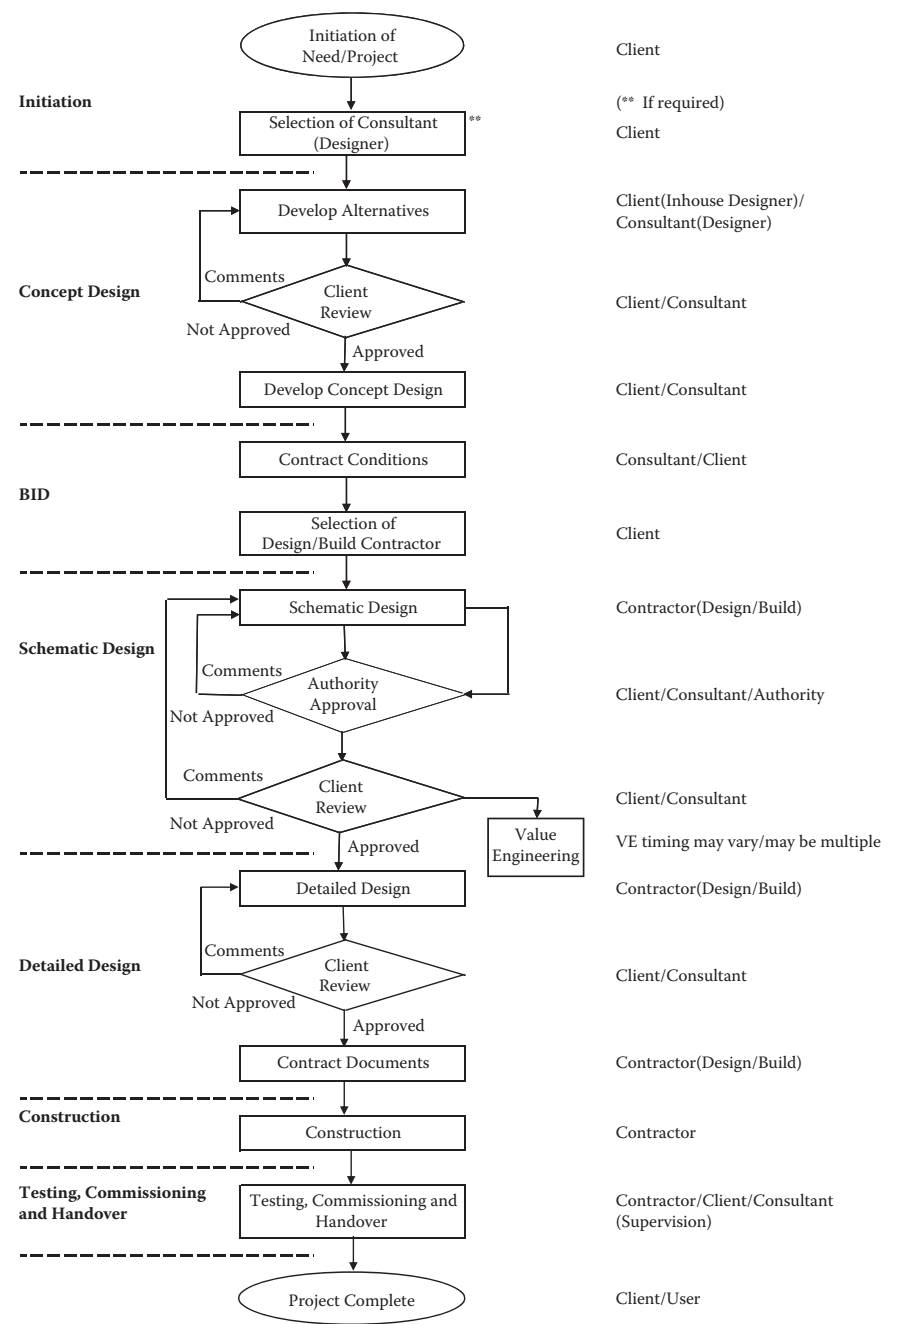 Initiation of
Need/Project
Client
Initiation
(** If required)
Selection of Consultant
(Designer)
**
Client
Develop Alternatives
Client(Inhouse Designer)/
Consultant(Designer)
Comments
Concept Design
Client
Review
Client/Consultant
Not Approved
Approved
Develop Concept Design
Client/Consultant
Contract Conditions
Consultant/Client
BID
Selection of
Design/Build Contractor
Client
Schematic Design
Contractor(Design/Build)
Schematic Design
Comments
Authority
Approval
Client/Consultant/Authority
Not Approved
Comments
Client
Review
Client/Consultant
Not Approved
Value
Engineering
VE timing may vary/may be multiple
Approved
Detailed Design
Contractor(Design/Build)
Comments
Detailed Design
Client
Review
Client/Consultant
Not Approved
Approved
Contract Documents
Contractor(Design/Build)
Construction
Construction
Contractor
Testing, Commissioning
and Handover
Testing, Commissioning and
Handover
Contractor/Client/Consultant
(Supervision)
Project Complete
Client/User